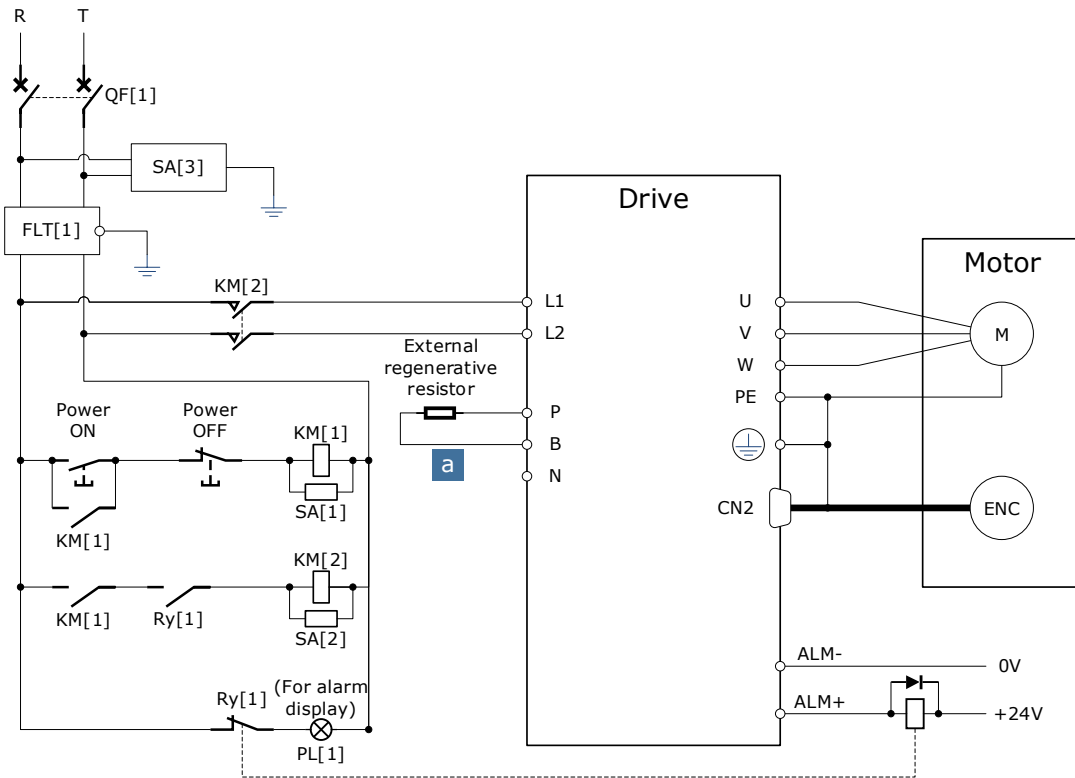 R
T
QF[1]
SA[3]
FLT[1]
KM[2]
Drive
Motor
L1
L2
External
regenerative
resistor
P
B
N
a
U
V
W
PE
M
CN2
ENC
Power
ON
Power
OFF
KM[1]
SA[1]
KM[1]
KM[2]
KM[1]
Ry[1]
SA[2]
Ry[1]
(For alarm
display)
PL[1]
ALM-
0V
ALM+
+24V